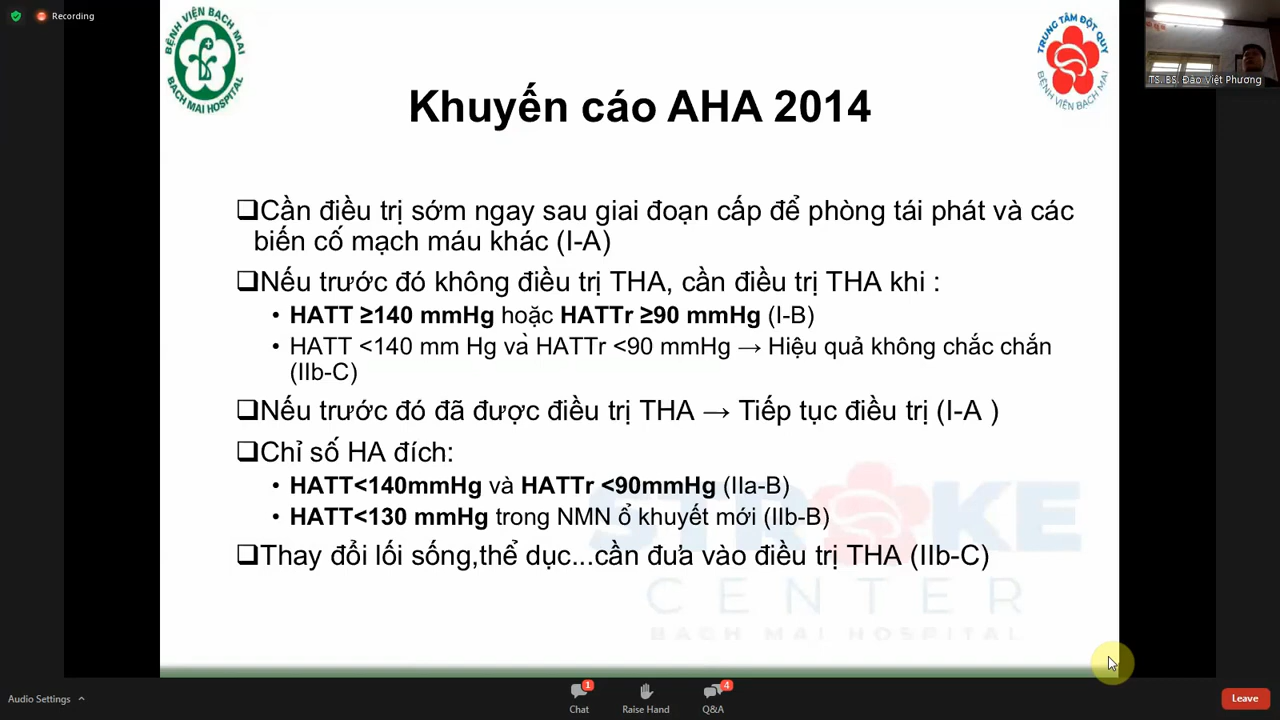 Recording
BỆNH VIỆN BẠCH MAI
BACH MAI HOSPITAL
TRUNG TÂM ĐỘT QUỴ
BỆNH VIỆN BẠCH MAI
TS. BS. Đào Việt Phương
Khuyến cáo AHA 2014
❑Cần điều trị sớm ngay sau giai đoạn cấp để phòng tái phát và các
biến cố mạch máu khác (I-A)
❑Nếu trước đó không điều trị THA, cần điều trị THA khi :
• HATT ≥140 mmHg hoặc HATTr ≥90 mmHg (I-B)
• HATT <140 mm Hg và HATTr <90 mmHg → Hiệu quả không chắc chắn
(IIb-C)
❑Nếu trước đó đã được điều trị THA → Tiếp tục điều trị (I-A )
❑Chỉ số HA đích:
• HATT<140mmHg và HATTr <90mmHg (IIa-B)
• HATT<130 mmHg trong NMN ổ khuyết mới (IIb-B)
❑Thay đổi lối sống,thể dục...cần đưa vào điều trị THA (IIb-C)
STROKE
CENTER
BACH MAI HOSPITAL
Audio Settings
1
Chat
Raise Hand
4
Q&A
Leave